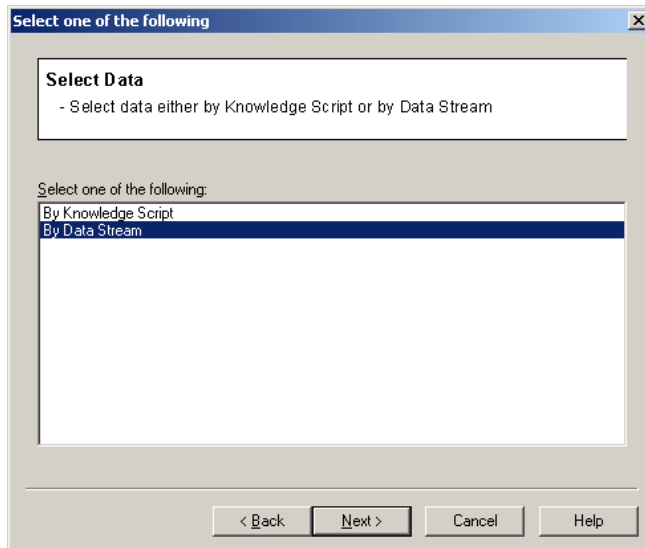 Select one of the following
Select Data
- Select data either by Knowledge Script or by Data Stream
Select one of the following:
By Knowledge Script
By Data Stream
< Back
Next >
Cancel
Help